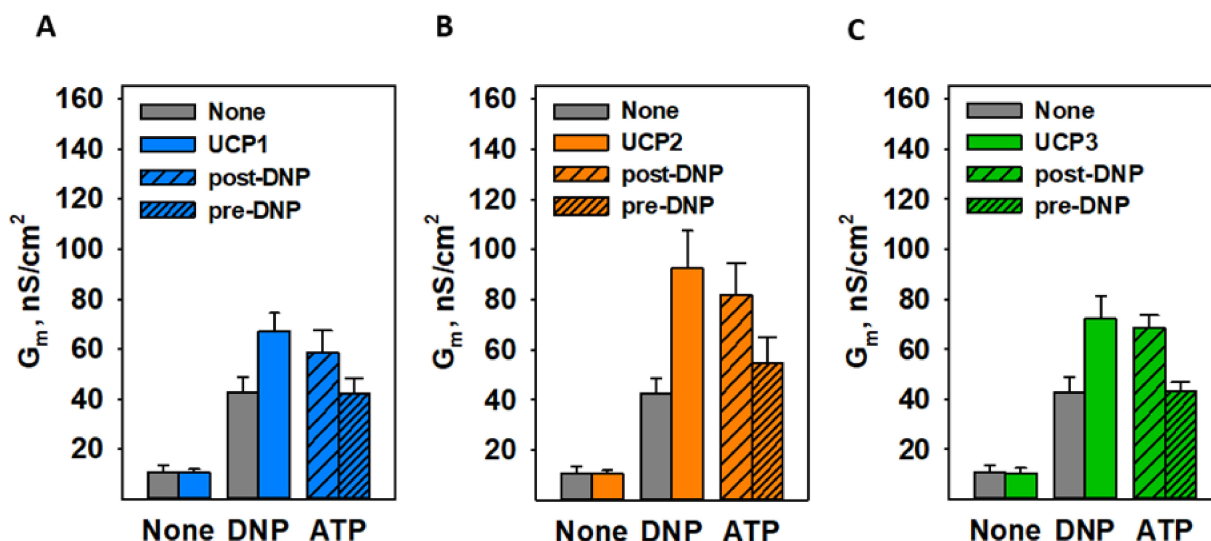 A
160
140
120
100
80
60
40
20
Gm, nS/cm²
None
UCP1
post-DNP
pre-DNP
None DNP ATP
B
160
140
120
100
80
60
40
20
Gm, nS/cm²
None
UCP2
post-DNP
pre-DNP
None DNP ATP
C
160
140
120
100
80
60
40
20
Gm, nS/cm²
None
UCP3
post-DNP
pre-DNP
None DNP ATP